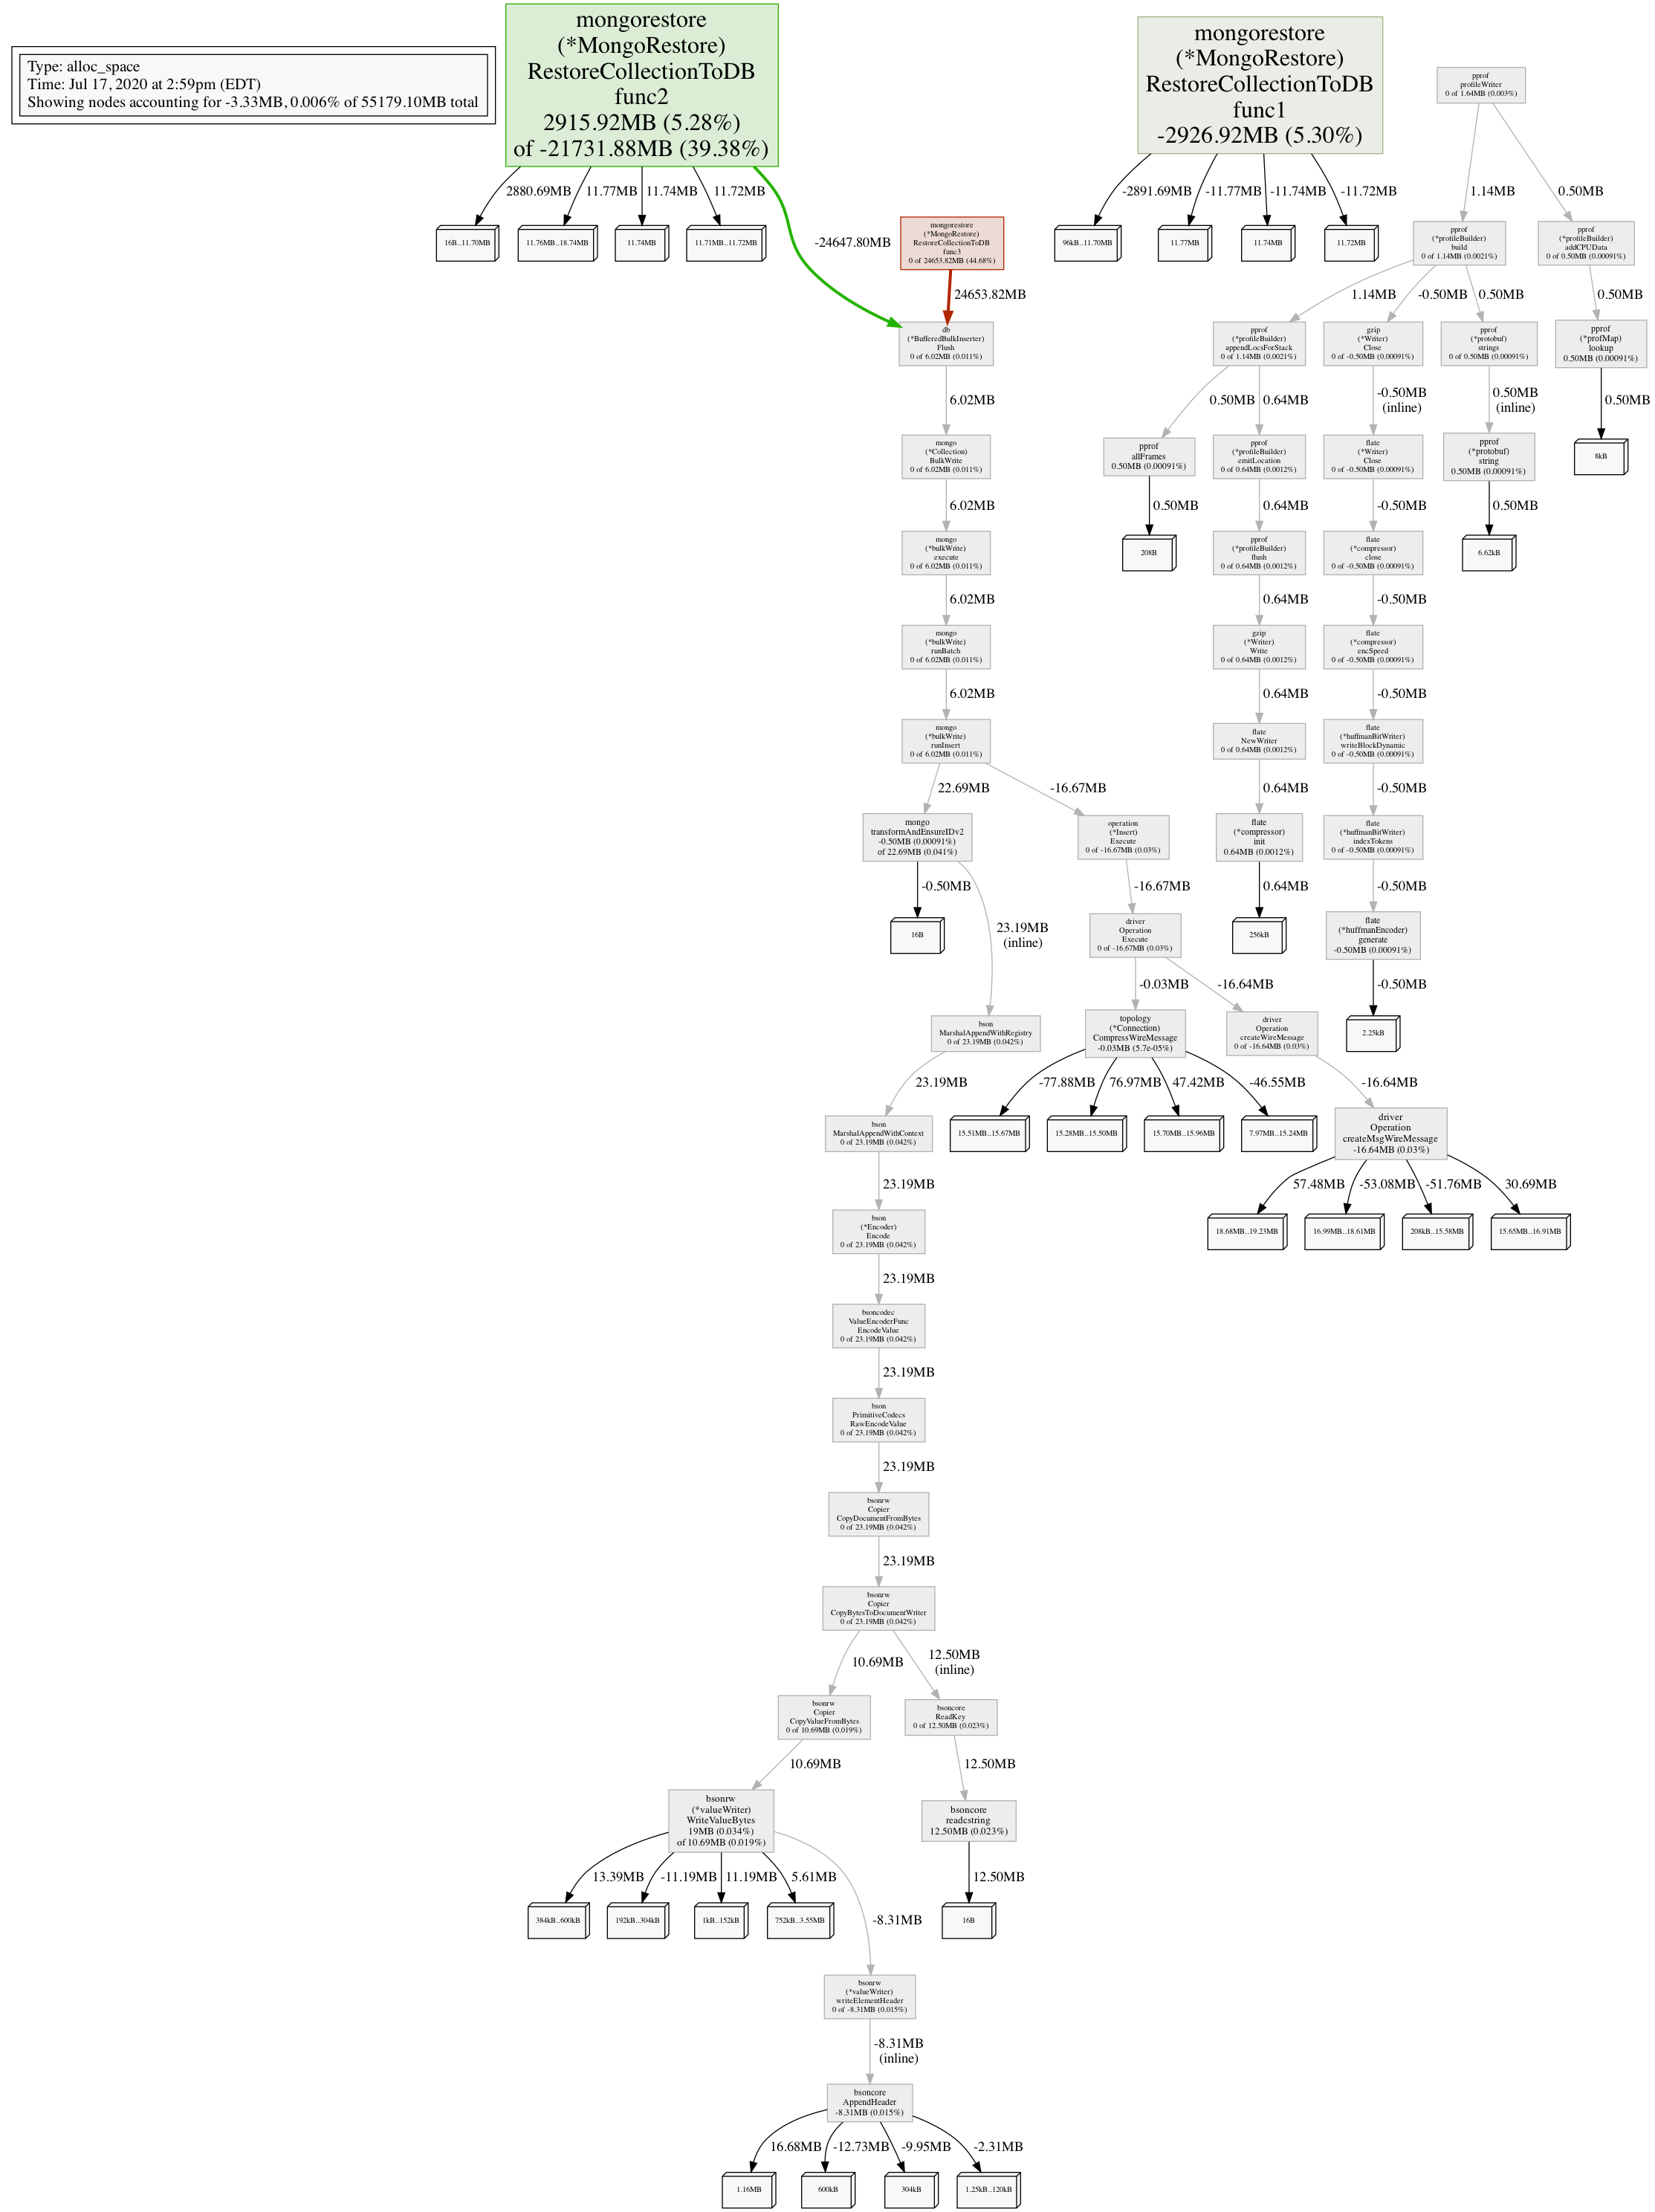 Type: alloc_space
Time: Jul 17, 2020 at 2:59pm (EDT)
Showing nodes accounting for -3.33MB, 0.006% of 55179.10MB total
mongorestore
(*MongoRestore)
RestoreCollectionToDB
func2
2915.92MB (5.28%)
of -21731.88MB (39.38%)
mongorestore
(*MongoRestore)
RestoreCollectionToDB
func1
-2926.92MB (5.30%)
pprof
profileWriter
0 of 1.64MB (0.003%)
2880.69MB
11.77MB
11.74MB
11.72MB
-24647.80MB
-2891.69MB
-11.77MB
-11.74MB
-11.72MB
1.14MB
0.50MB
16B..11.70MB
11.76MB..18.74MB
11.74MB
11.71MB..11.72MB
mongorestore
(*MongoRestore)
RestoreCollectionToDB
func3
0 of 24653.82MB (44.68%)
96kB..11.70MB
11.77MB
11.74MB
11.72MB
pprof
(*profileBuilder)
build
0 of 1.14MB (0.0021%)
pprof
(*profileBuilder)
addCPUData
0 of 0.50MB (0.00091%)
24653.82MB
1.14MB
-0.50MB
0.50MB
0.50MB
db
(*BufferedBulkInserter)
Flush
0 of 6.02MB (0.011%)
pprof
(*profileBuilder)
appendLocsForStack
0 of 1.14MB (0.0021%)
gzip
(*Writer)
Close
0 of -0.50MB (0.00091%)
pprof
(*protobuf)
strings
0 of 0.50MB (0.00091%)
pprof
(*profMap)
lookup
0.50MB (0.00091%)
6.02MB
0.50MB
0.64MB
-0.50MB
(inline)
0.50MB
(inline)
0.50MB
mongo
(*Collection)
BulkWrite
0 of 6.02MB (0.011%)
pprof
allFrames
0.50MB (0.00091%)
pprof
(*profileBuilder)
emitLocation
0 of 0.64MB (0.0012%)
flate
(*Writer)
Close
0 of -0.50MB (0.00091%)
pprof
(*protobuf)
string
0.50MB (0.00091%)
8kB
6.02MB
0.50MB
0.64MB
-0.50MB
0.50MB
mongo
(*bulkWrite)
execute
0 of 6.02MB (0.011%)
208B
pprof
(*profileBuilder)
flush
0 of 0.64MB (0.0012%)
flate
(*compressor)
close
0 of -0.50MB (0.00091%)
6.62kB
6.02MB
0.64MB
-0.50MB
mongo
(*bulkWrite)
runBatch
0 of 6.02MB (0.011%)
gzip
(*Writer)
Write
0 of 0.64MB (0.0012%)
flate
(*compressor)
encSpeed
0 of -0.50MB (0.00091%)
6.02MB
0.64MB
-0.50MB
mongo
(*bulkWrite)
runInsert
0 of 6.02MB (0.011%)
flate
NewWriter
0 of 0.64MB (0.0012%)
flate
(*huffmanBitWriter)
writeBlockDynamic
0 of -0.50MB (0.00091%)
22.69MB
-16.67MB
0.64MB
-0.50MB
mongo
transformAndEnsureIDv2
-0.50MB (0.00091%)
of 22.69MB (0.041%)
operation
(*Insert)
Execute
0 of -16.67MB (0.03%)
flate
(*compressor)
init
0.64MB (0.0012%)
flate
(*huffmanBitWriter)
indexTokens
0 of -0.50MB (0.00091%)
-0.50MB
23.19MB
(inline)
-16.67MB
0.64MB
-0.50MB
16B
driver
Operation
Execute
0 of -16.67MB (0.03%)
256kB
flate
(*huffmanEncoder)
generate
-0.50MB (0.00091%)
-0.03MB
-16.64MB
-0.50MB
bson
MarshalAppendWithRegistry
0 of 23.19MB (0.042%)
topology
(*Connection)
CompressWireMessage
-0.03MB (5.7e-05%)
driver
Operation
createWireMessage
0 of -16.64MB (0.03%)
2.25kB
23.19MB
-77.88MB
76.97MB
47.42MB
-46.55MB
-16.64MB
bson
MarshalAppendWithContext
0 of 23.19MB (0.042%)
15.51MB..15.67MB
15.28MB..15.50MB
15.70MB..15.96MB
7.97MB..15.24MB
driver
Operation
createMsgWireMessage
-16.64MB (0.03%)
23.19MB
57.48MB
-53.08MB
-51.76MB
30.69MB
bson
(*Encoder)
Encode
0 of 23.19MB (0.042%)
18.68MB..19.23MB
16.99MB..18.61MB
208kB..15.58MB
15.65MB..16.91MB
23.19MB
bsoncodec
ValueEncoderFunc
EncodeValue
0 of 23.19MB (0.042%)
23.19MB
bson
PrimitiveCodecs
RawEncodeValue
0 of 23.19MB (0.042%)
23.19MB
bsonrw
Copier
CopyDocumentFromBytes
0 of 23.19MB (0.042%)
23.19MB
bsonrw
Copier
CopyBytesToDocumentWriter
0 of 23.19MB (0.042%)
10.69MB
12.50MB
(inline)
bsonrw
Copier
CopyValueFromBytes
0 of 10.69MB (0.019%)
bsoncore
ReadKey
0 of 12.50MB (0.023%)
10.69MB
12.50MB
bsonrw
(*valueWriter)
WriteValueBytes
19MB (0.034%)
of 10.69MB (0.019%)
bsoncore
readcstring
12.50MB (0.023%)
13.39MB
-11.19MB
11.19MB
5.61MB
-8.31MB
12.50MB
384kB..600kB
192kB..304kB
1kB..152kB
752kB..3.55MB
16B
bsonrw
(*valueWriter)
writeElementHeader
0 of -8.31MB (0.015%)
-8.31MB
(inline)
bsoncore
AppendHeader
-8.31MB (0.015%)
16.68MB
-12.73MB
-9.95MB
-2.31MB
1.16MB
600kB
304kB
1.25kB..120kB